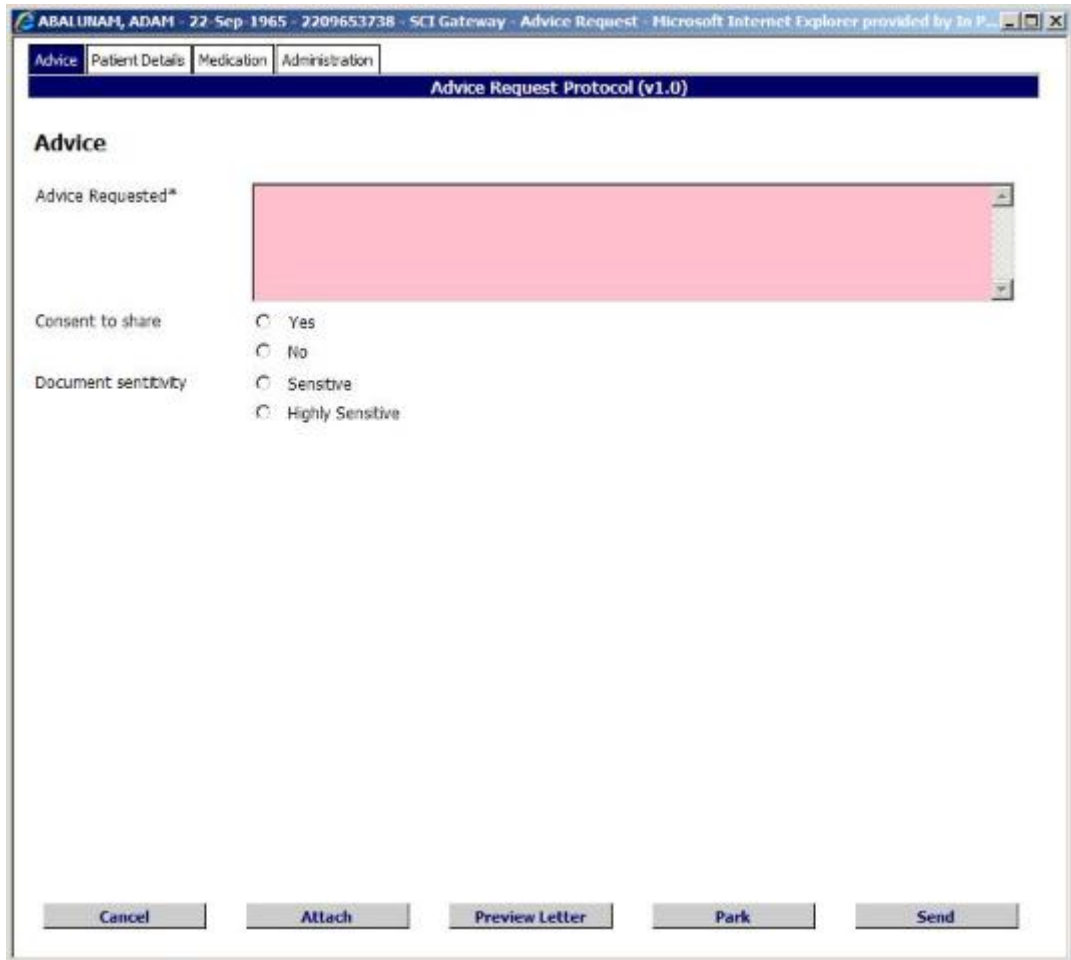 ABALUNAM, ADAM - 22-Sep-1965 - 2209653738 - SCI Gateway - Advice Request - Microsoft Internet Explorer provided by In P...
Advice Patient Details Medication Administration
Advice Request Protocol (v1.0)
Advice
Advice Requested*
Consent to share Yes
No
Document sentitivity Sensitive
Highly Sensitive
Cancel Attach Preview Letter Park Send